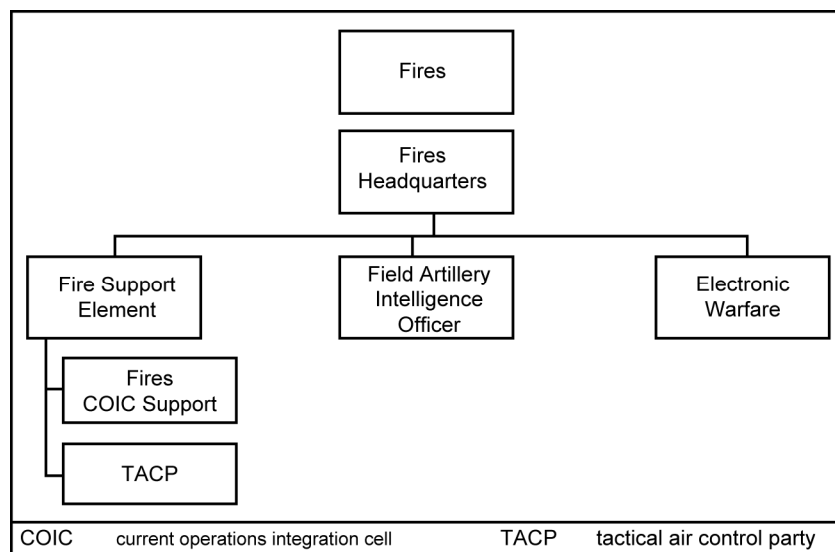 Fires
Fires
Headquarters
Fire Support
Element
Field Artillery
Intelligence
Officer
Electronic
Warfare
Fires
COIC Support
TACP
COIC current operations integration cell TACP tactical air control party